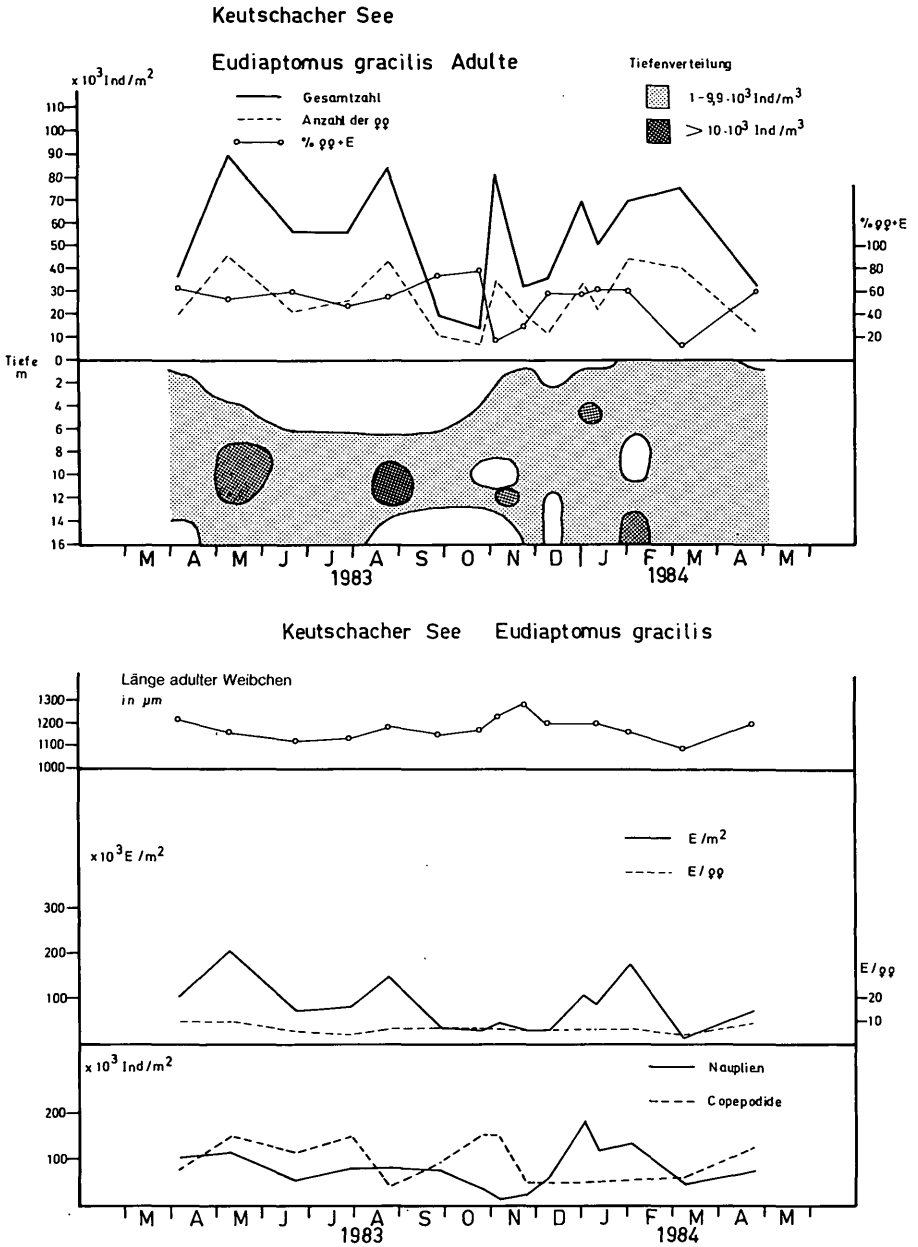 Keutschacher See
Eudiaptomus gracilis Adulte
x 10³ Ind/m²
Gesamtzahl
Anzahl der ♀♀
% ♀♀+E
Tiefenverteilung
1-9,9·10³ Ind/m³
> 10·10³ Ind/m³
110
100
90
80
70
60
50
40
30
20
10
% ♀♀+E
100
80
60
40
20
Tiefe
m
0
2
4
6
8
10
12
14
16
M A M J J A S O N D J F M A M
1983 1984
Keutschacher See Eudiaptomus gracilis
Länge adulter Weibchen
in µm
1300
1200
1100
1000
x 10³ E/m²
E/m²
E/♀♀
300
200
100
E/♀♀
20
10
x 10³ Ind/m²
Nauplien
Copepodide
200
100
M A M J J A S O N D J F M A M
1983 1984